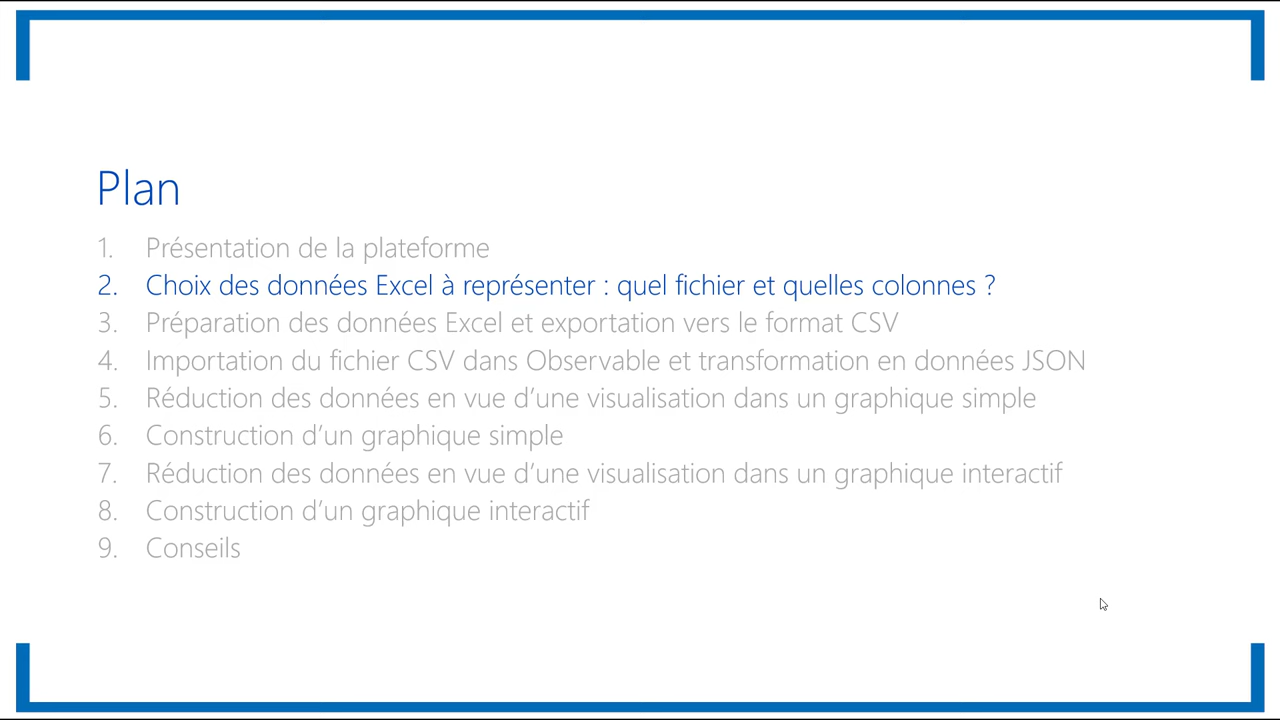 Plan
1. Présentation de la plateforme
2. Choix des données Excel à représenter : quel fichier et quelles colonnes ?
3. Préparation des données Excel et exportation vers le format CSV
4. Importation du fichier CSV dans Observable et transformation en données JSON
5. Réduction des données en vue d’une visualisation dans un graphique simple
6. Construction d’un graphique simple
7. Réduction des données en vue d’une visualisation dans un graphique interactif
8. Construction d’un graphique interactif
9. Conseils